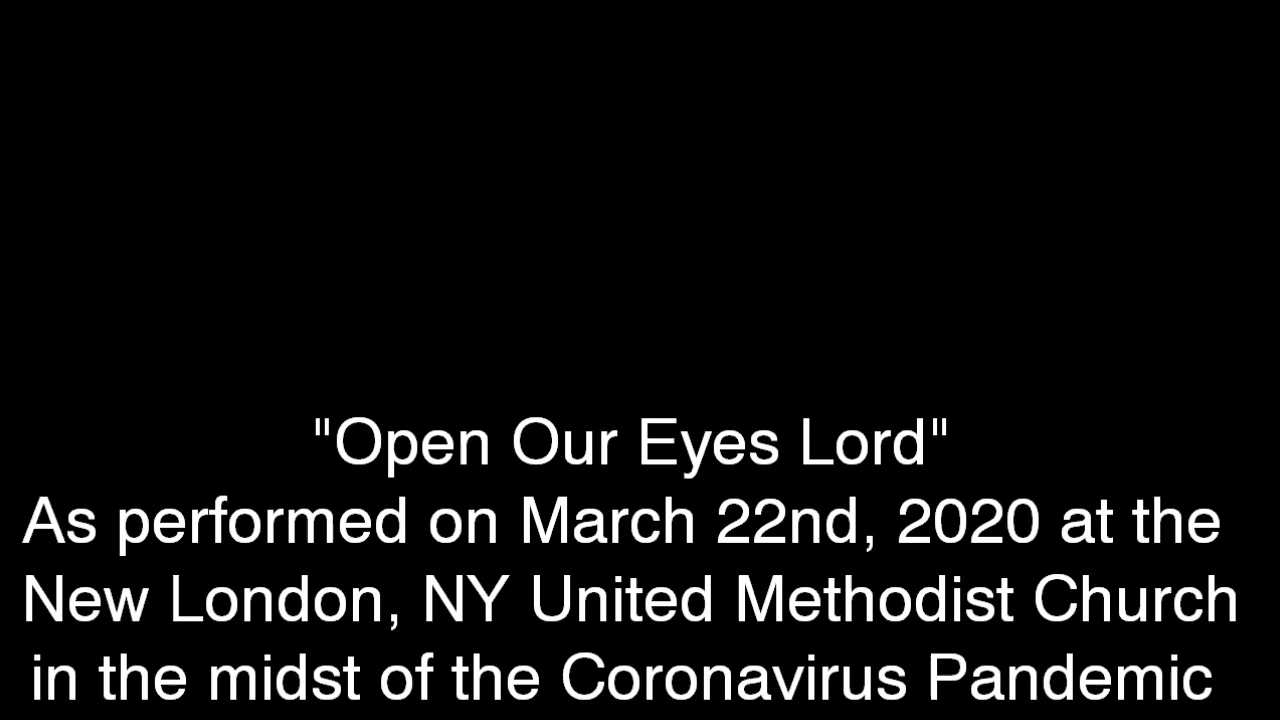 "Open Our Eyes Lord"
As performed on March 22nd, 2020 at the
New London, NY United Methodist Church
in the midst of the Coronavirus Pandemic